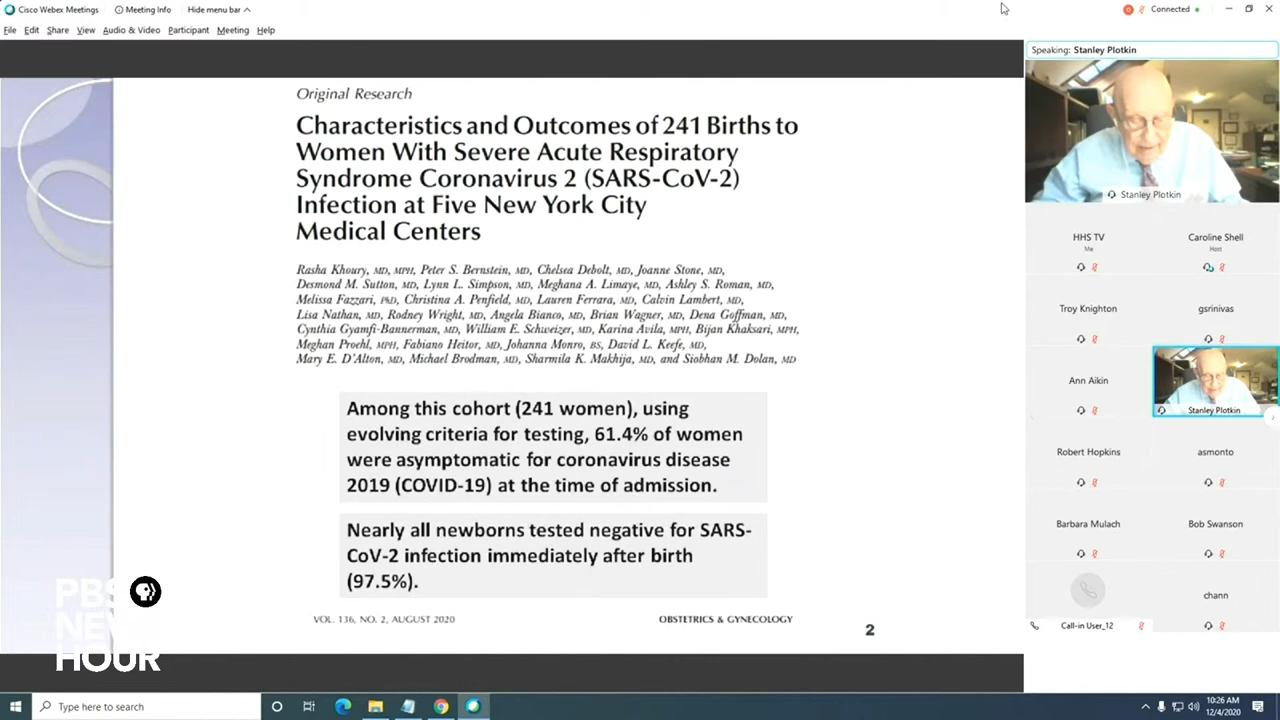 Cisco Webex Meetings
Meeting Info
Hide menu bar
Connected
File Edit Share View Audio & Video Participant Meeting Help
Speaking: Stanley Plotkin
Original Research
Characteristics and Outcomes of 241 Births to
Women With Severe Acute Respiratory
Syndrome Coronavirus 2 (SARS-CoV-2)
Infection at Five New York City
Medical Centers
Rasha Khoury, MD, MPH, Peter S. Bernstein, MD, Chelsea Debolt, MD, Joanne Stone, MD,
Desmond M. Sutton, MD, Lynn L. Simpson, MD, Meghana A. Limaye, MD, Ashley S. Roman, MD,
Melissa Fazzari, PhD, Christina A. Penfield, MD, Lauren Ferrara, MD, Calvin Lambert, MD,
Lisa Nathan, MD, Rodney Wright, MD, Angela Bianco, MD, Brian Wagner, MD, Dena Goffman, MD,
Cynthia Gyamfi-Bannerman, MD, William E. Schweizer, MD, Karina Avila, MPH, Bijan Khaksari, MPH,
Meghan Proehl, MPH, Fabiano Heitor, MD, Johanna Monro, BS, David L. Keefe, MD,
Mary E. D'Alton, MD, Michael Brodman, MD, Sharmila K. Makhija, MD, and Siobhan M. Dolan, MD
Among this cohort (241 women), using
evolving criteria for testing, 61.4% of women
were asymptomatic for coronavirus disease
2019 (COVID-19) at the time of admission.
Nearly all newborns tested negative for SARS-
CoV-2 infection immediately after birth
(97.5%).
VOL. 136, NO. 2, AUGUST 2020
OBSTETRICS & GYNECOLOGY
2
PBS
NEWS
HOUR
Stanley Plotkin
HHS TV
Me
Caroline Shell
Host
Troy Knighton
gsrinivas
Ann Aikin
Stanley Plotkin
Robert Hopkins
asmonto
Barbara Mulach
Bob Swanson
Call-in User_12
chann
Type here to search
10:26 AM
12/4/2020